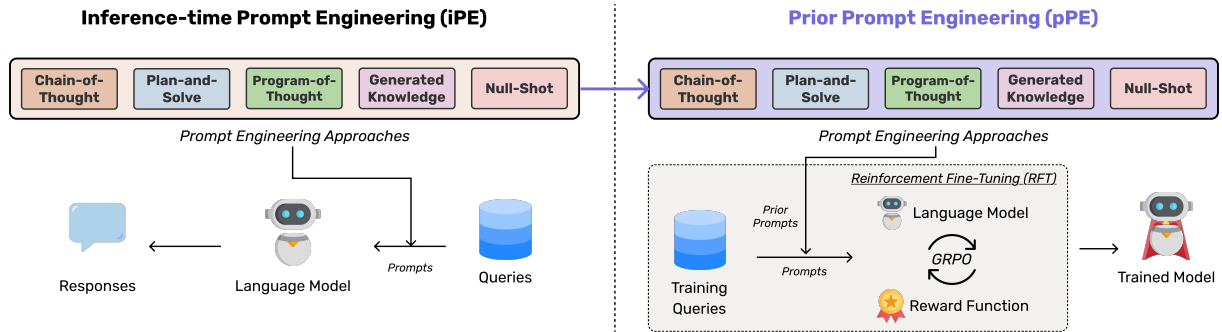 Inference-time Prompt Engineering (iPE)
Chain-of-
Thought
Plan-and-
Solve
Program-of-
Thought
Generated
Knowledge
Null-Shot
Prompt Engineering Approaches
Responses
Language Model
Prompts
Queries
Prior Prompt Engineering (pPE)
Chain-of-
Thought
Plan-and-
Solve
Program-of-
Thought
Generated
Knowledge
Null-Shot
Prompt Engineering Approaches
Reinforcement Fine-Tuning (RFT)
Training
Queries
Prior
Prompts
Prompts
Language Model
GRPO
Reward Function
Trained Model